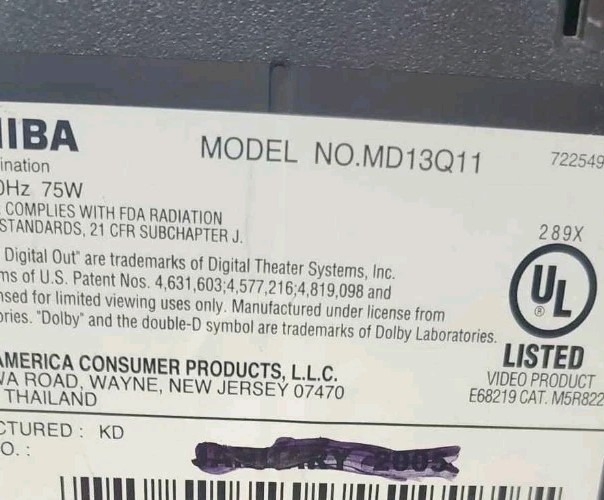 IBA
MODEL NO.MD13Q11
722549
ination
0Hz 75W
COMPLIES WITH FDA RADIATION
STANDARDS, 21 CFR SUBCHAPTER J.
289X
Digital Out" are trademarks of Digital Theater Systems, Inc.
ms of U.S. Patent Nos. 4,631,603;4,577,216;4,819,098 and
nsed for limited viewing uses only. Manufactured under license from
ories. "Dolby" and the double-D symbol are trademarks of Dolby Laboratories.
UL
®
LISTED
VIDEO PRODUCT
E68219 CAT. M5R822
AMERICA CONSUMER PRODUCTS, L.L.C.
WA ROAD, WAYNE, NEW JERSEY 07470
THAILAND
CTURED : KD
JANUARY 2005
O. :